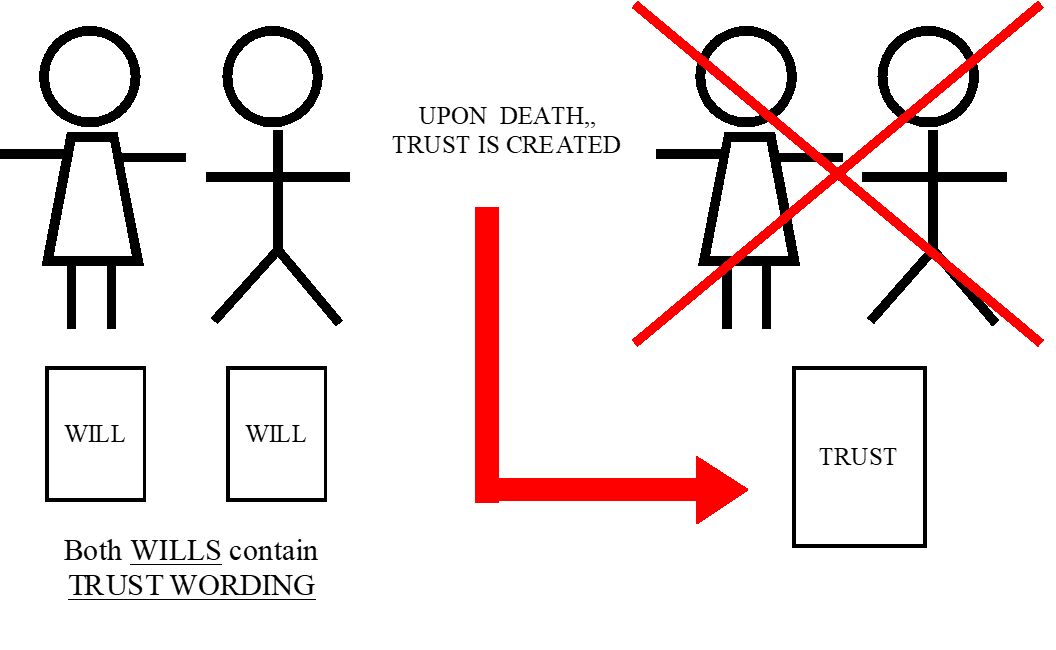 UPON DEATH,,
TRUST IS CREATED
WILL
WILL
TRUST
Both WILLS contain
TRUST WORDING